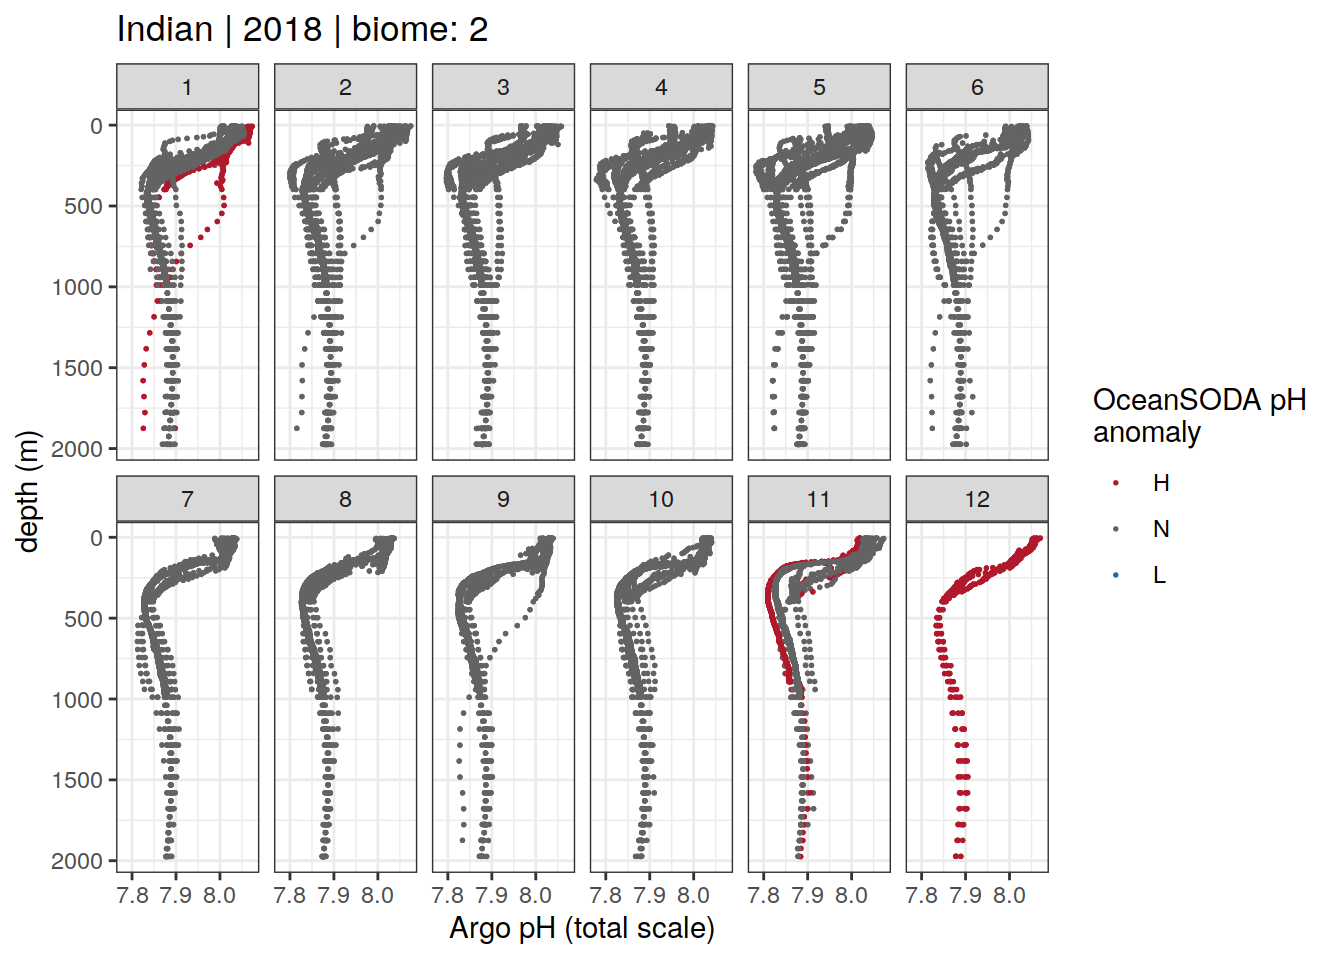 Indian | 2018 | biome: 2
1 2 3 4 5 6
0
500
1000
1500
2000
7 8 9 10 11 12
0
500
1000
1500
2000
7.8 7.9 8.0 7.8 7.9 8.0 7.8 7.9 8.0 7.8 7.9 8.0 7.8 7.9 8.0 7.8 7.9 8.0
Argo pH (total scale)
depth (m)
OceanSODA pH
anomaly
H
N
L